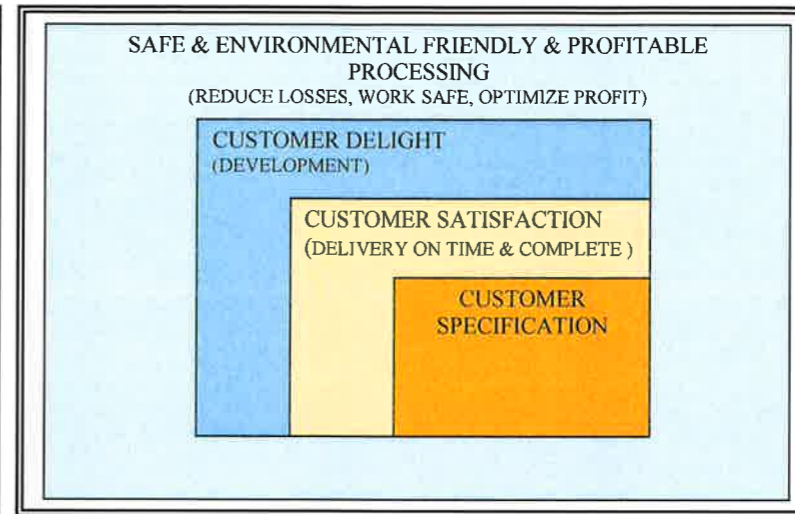 SAFE & ENVIRONMENTAL FRIENDLY & PROFITABLE
PROCESSING
(REDUCE LOSSES, WORK SAFE, OPTIMIZE PROFIT)
CUSTOMER DELIGHT
(DEVELOPMENT)
CUSTOMER SATISFACTION
(DELIVERY ON TIME & COMPLETE )
CUSTOMER
SPECIFICATION